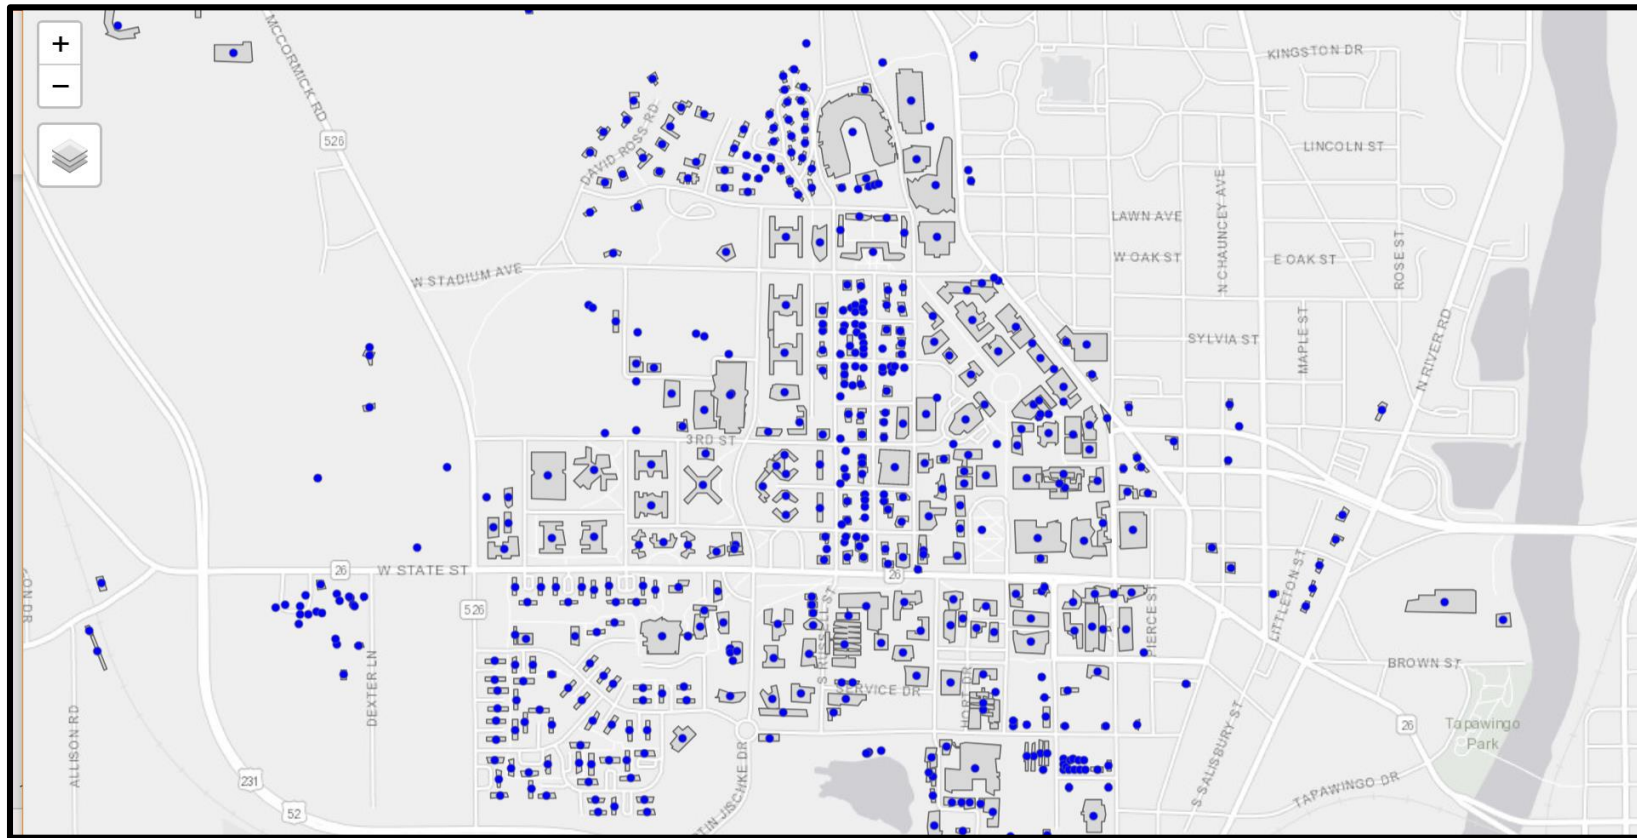 +
−
MCCORMICK RD
KINGSTON DR
526
DAVID ROSS RD
LINCOLN ST
N CHAUNCEY AVE
LAWN AVE
W OAK ST
E OAK ST
ROSE ST
W STADIUM AVE
SYLVIA ST
MAPLE ST
N RIVER RD
3RD ST
26
W STATE ST
26
526
S RUSSELL ST
PIERCE ST
LITTLETON ST
BROWN ST
DEXTER LN
SERVICE DR
HORT DR
ALLISON RD
S SALISBURY ST
26
Tapawingo
Park
231
52
TAPAWINGO DR